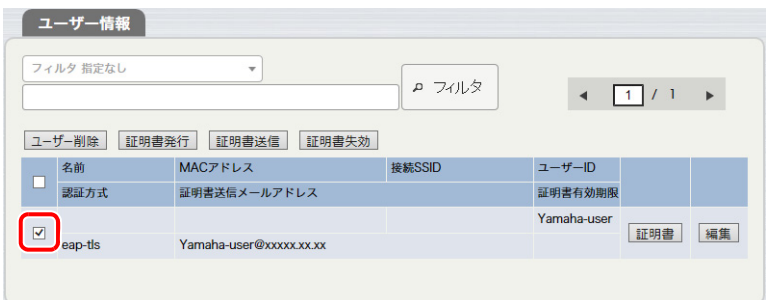 ユーザー情報
フィルタ 指定なし
フィルタ
1 / 1
ユーザー削除 証明書発行 証明書送信 証明書失効
名前 MACアドレス 接続SSID ユーザーID
認証方式 証明書送信メールアドレス 証明書有効期限
Yamaha-user
証明書 編集
eap-tls Yamaha-user@xxxxx.xx.xx